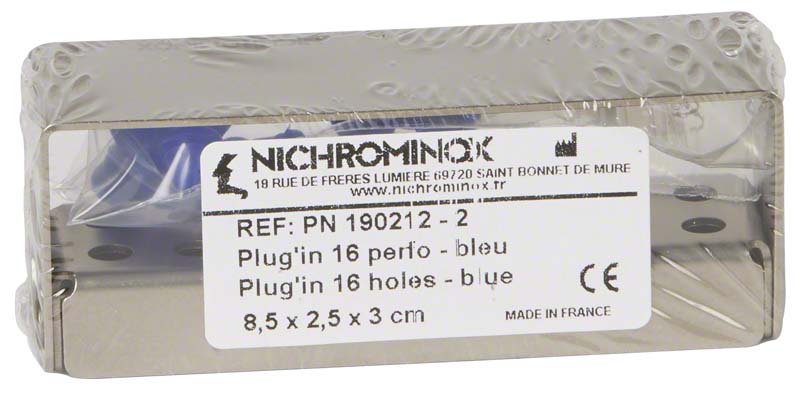 NICHROMINOX
18 RUE DE FRERES LUMIERE 69720 SAINT BONNET DE MURE
www.nichrominox.fr
REF: PN 190212 - 2
Plug'in 16 perfo - bleu
Plug'in 16 holes - blue
CE
8,5 x 2,5 x 3 cm
MADE IN FRANCE